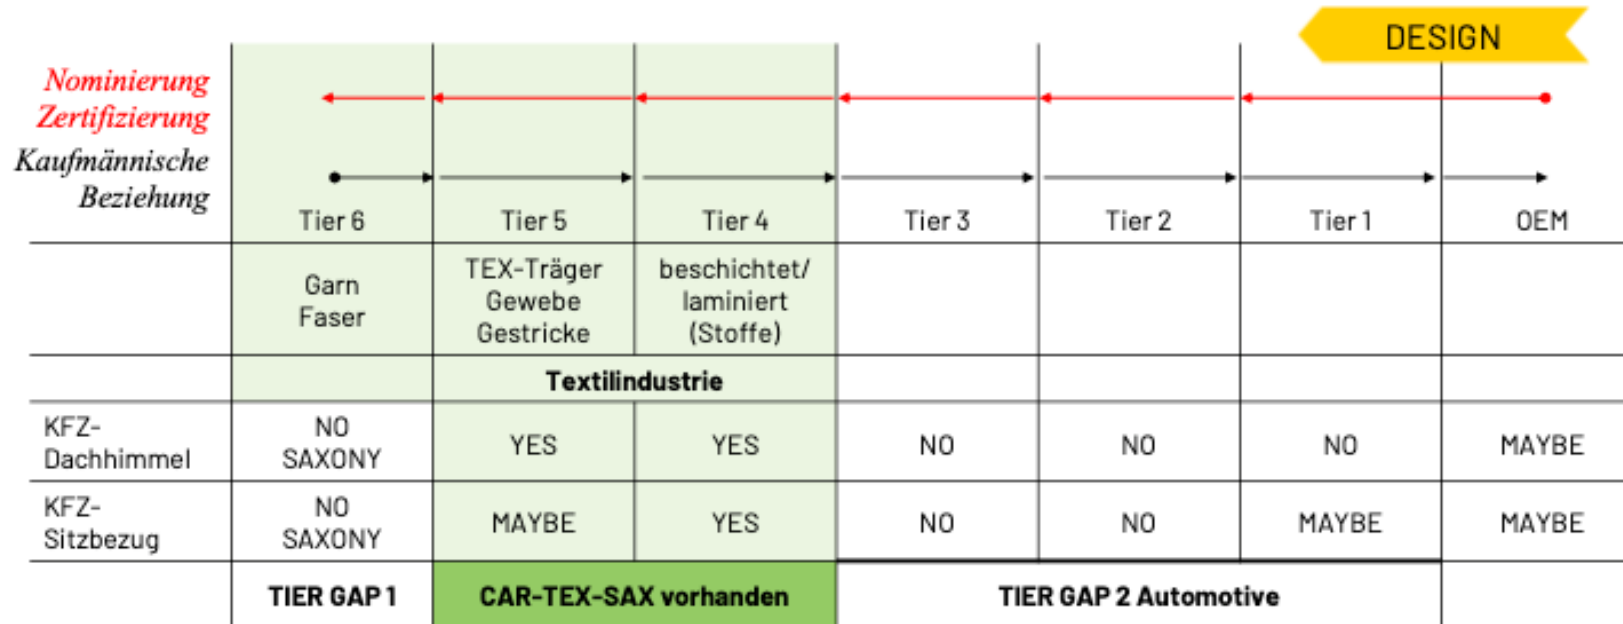 DESIGN
Nominierung
Zertifizierung
Kaufmännische
Beziehung
Tier 6
Tier 5
Tier 4
Tier 3
Tier 2
Tier 1
OEM
Garn
Faser
TEX-Träger
Gewebe
Gestricke
beschichtet/
laminiert
(Stoffe)
Textilindustrie
KFZ-
Dachhimmel
NO
SAXONY
YES
YES
NO
NO
NO
MAYBE
KFZ-
Sitzbezug
NO
SAXONY
MAYBE
YES
NO
NO
MAYBE
MAYBE
TIER GAP 1
CAR-TEX-SAX vorhanden
TIER GAP 2 Automotive